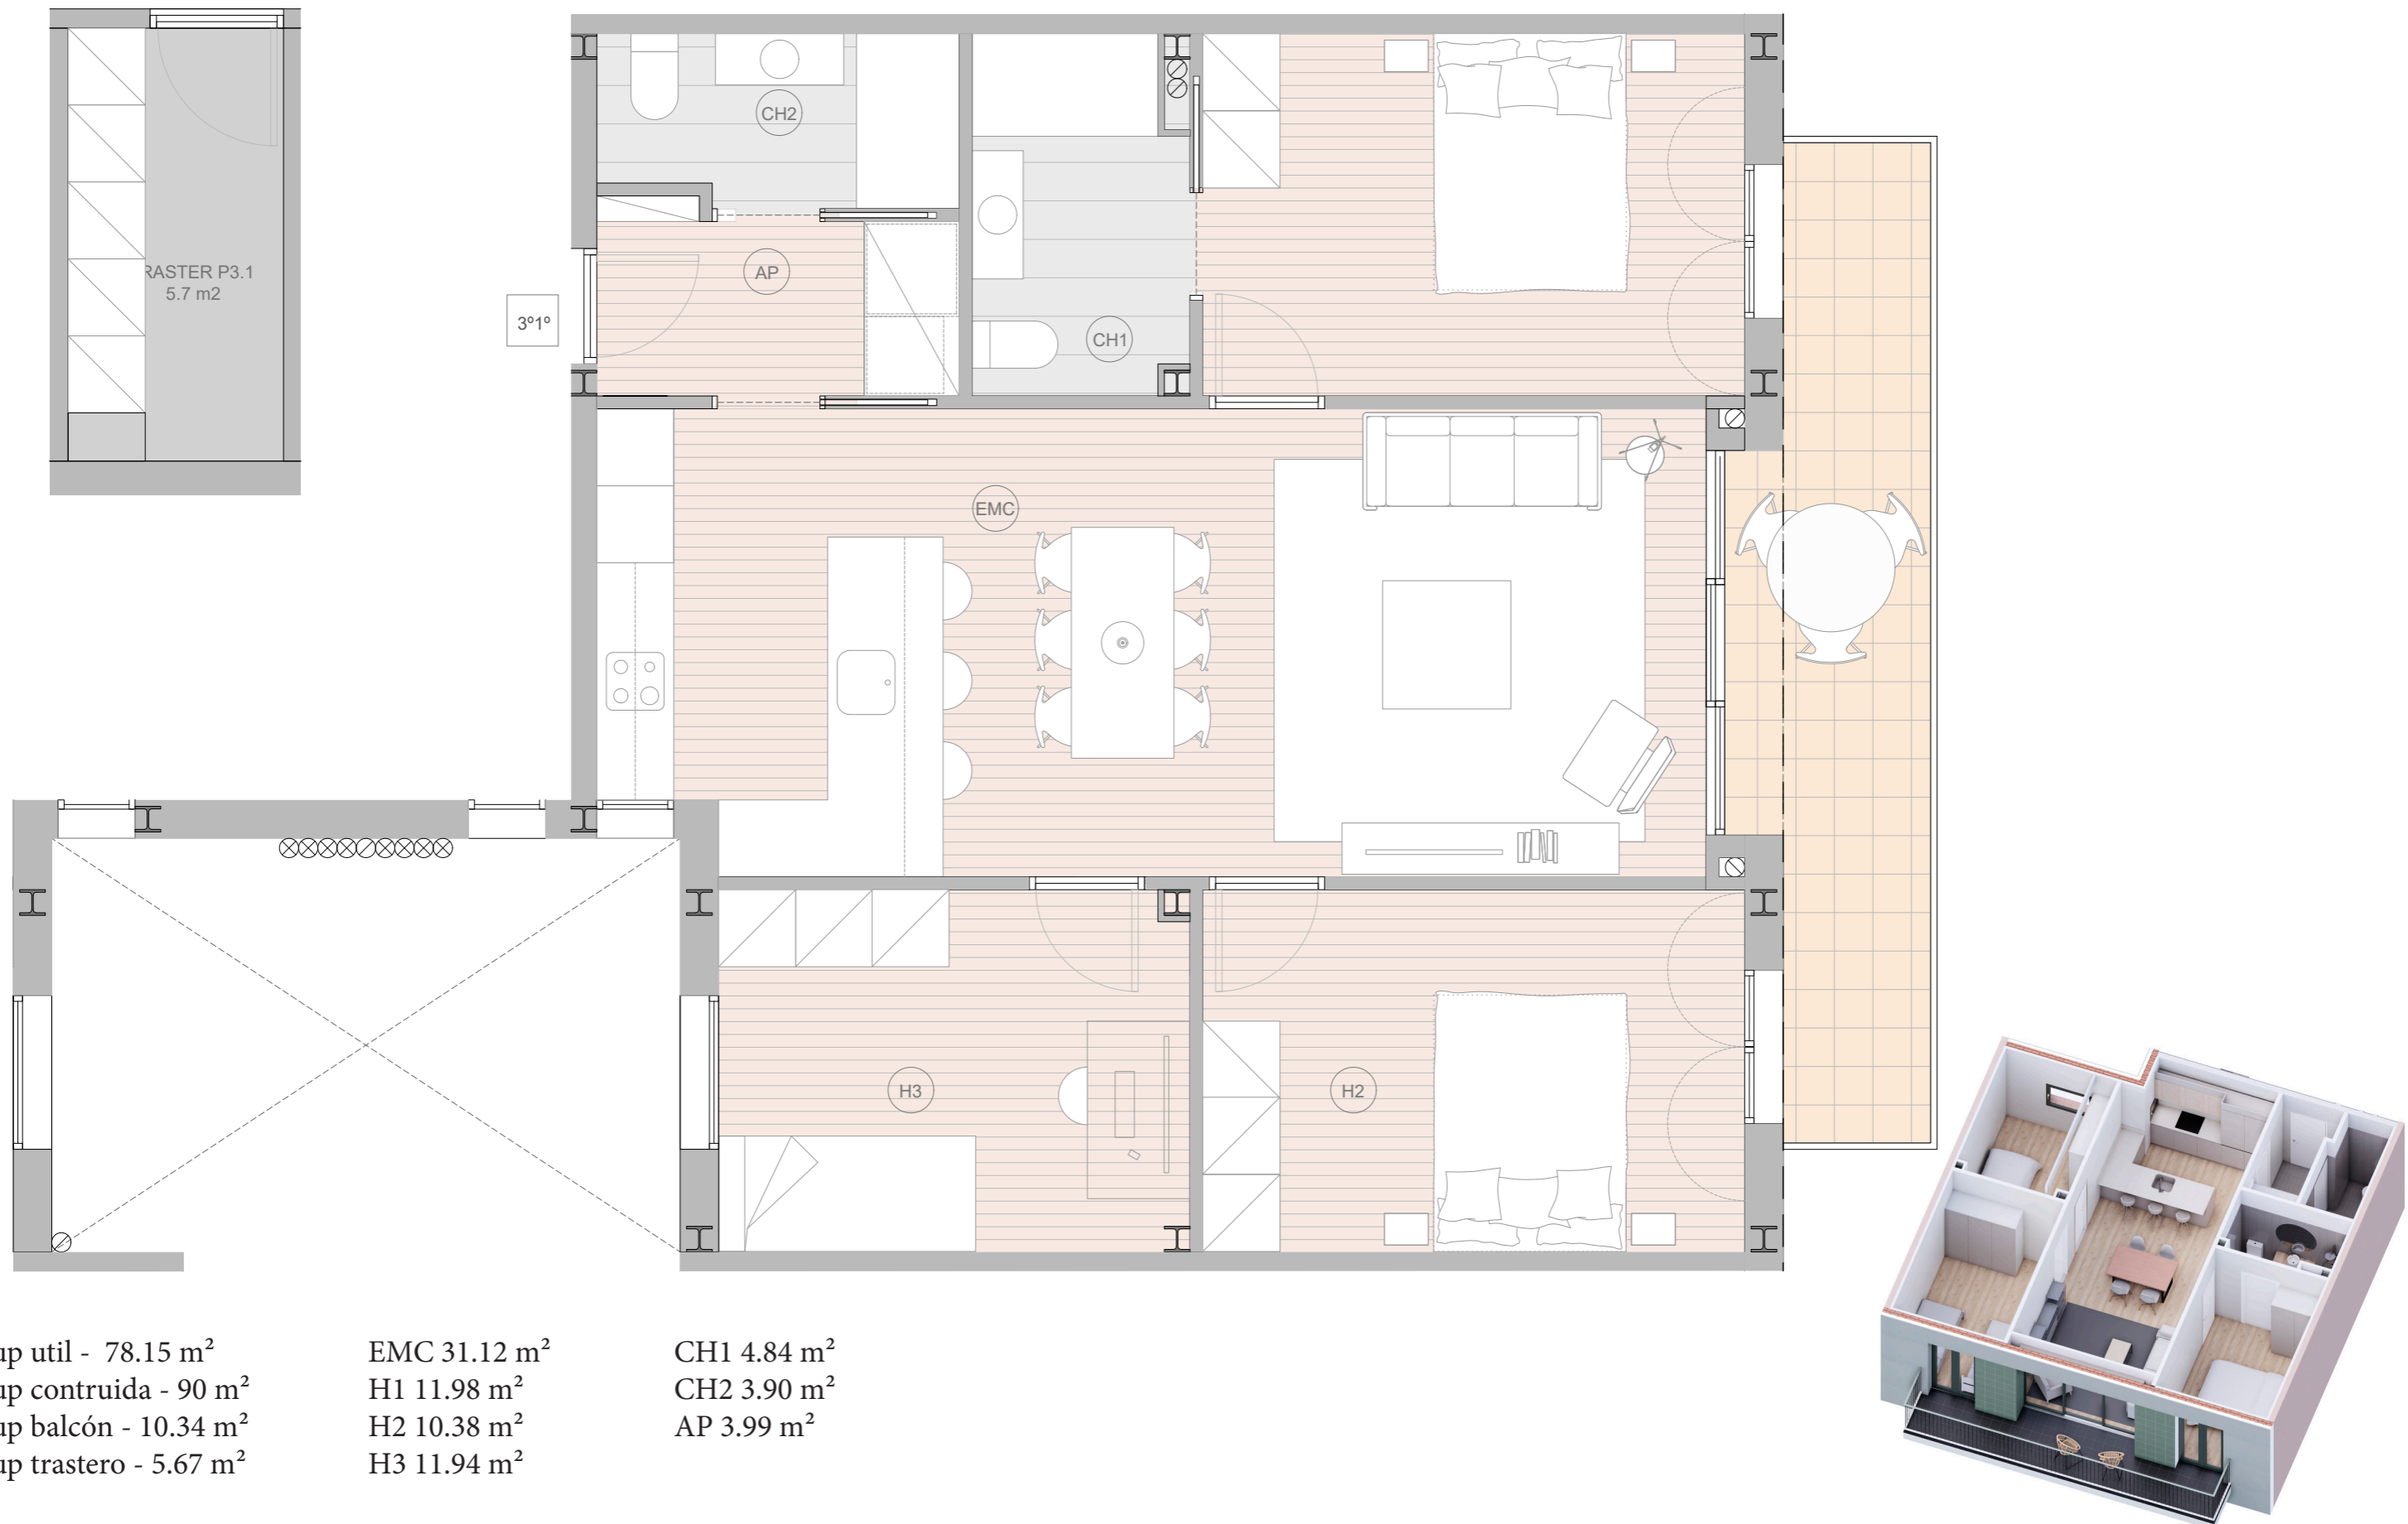 RASTER P3.1
5.7 m2
CH2
AP
3º1º
CH1
EMC
H3
H2
up util - 78.15 m²
up contruida - 90 m²
up balcón - 10.34 m²
up trastero - 5.67 m²
EMC 31.12 m²
H1 11.98 m²
H2 10.38 m²
H3 11.94 m²
CH1 4.84 m²
CH2 3.90 m²
AP 3.99 m²